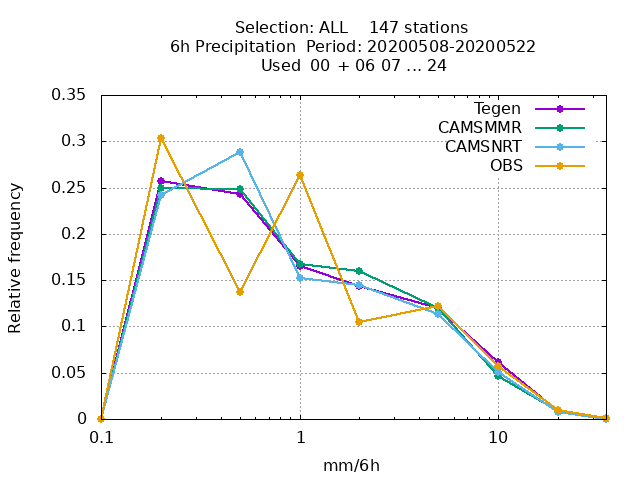 Selection: ALL    147 stations
6h Precipitation  Period: 20200508-20200522
Used  00 + 06 07 ... 24
Tegen
CAMSMMR
CAMSNRT
OBS
0.35
0.3
0.25
0.2
0.15
0.1
0.05
0
Relative frequency
0.1 1 10
mm/6h